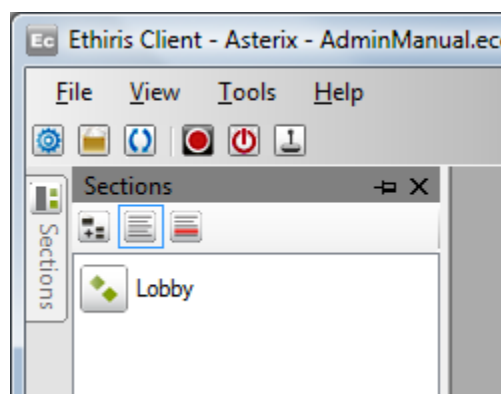 Ec Ethiris Client - Asterix - AdminManual.ec
File View Tools Help
Sections
Sections
Lobby